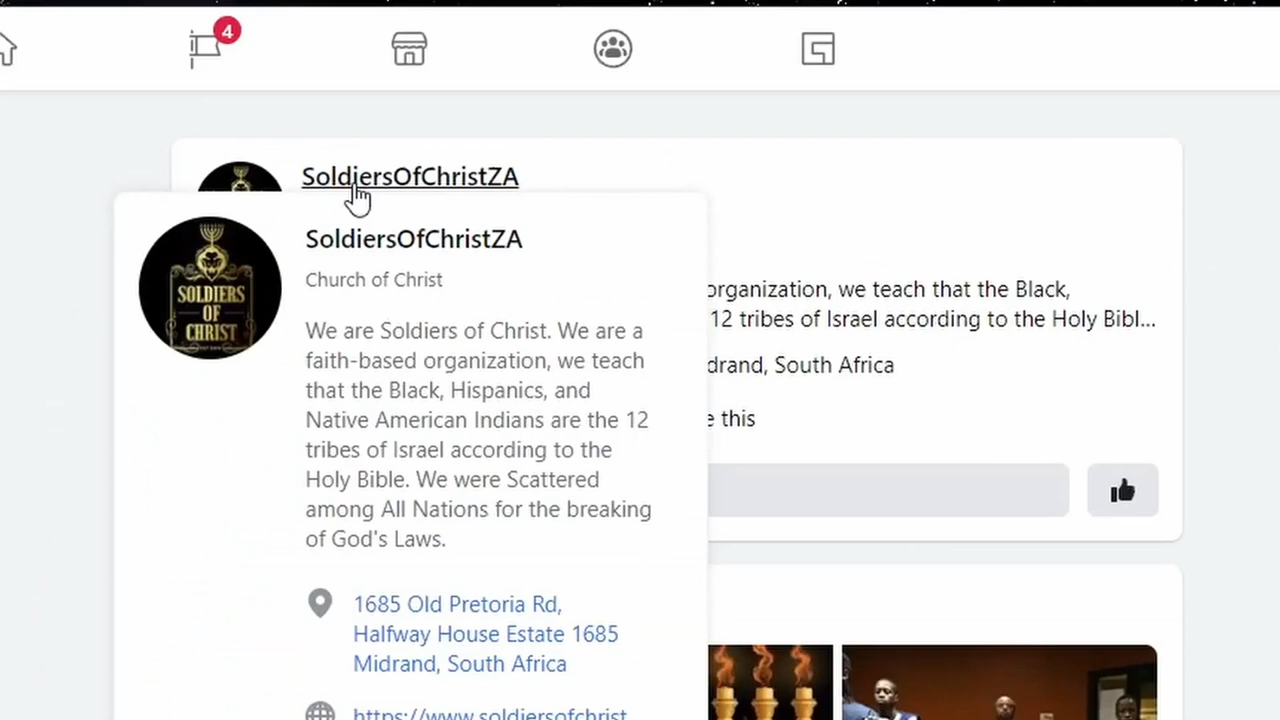 4
SoldiersOfChristZA
SoldiersOfChristZA
Church of Christ
SOLDIERS
OF
CHRIST
We are Soldiers of Christ. We are a
faith-based organization, we teach
that the Black, Hispanics, and
Native American Indians are the 12
tribes of Israel according to the
Holy Bible. We were Scattered
among All Nations for the breaking
of God's Laws.
1685 Old Pretoria Rd,
Halfway House Estate 1685
Midrand, South Africa
https://www.soldiersofchrist
organization, we teach that the Black,
12 tribes of Israel according to the Holy Bibl...
drand, South Africa
e this